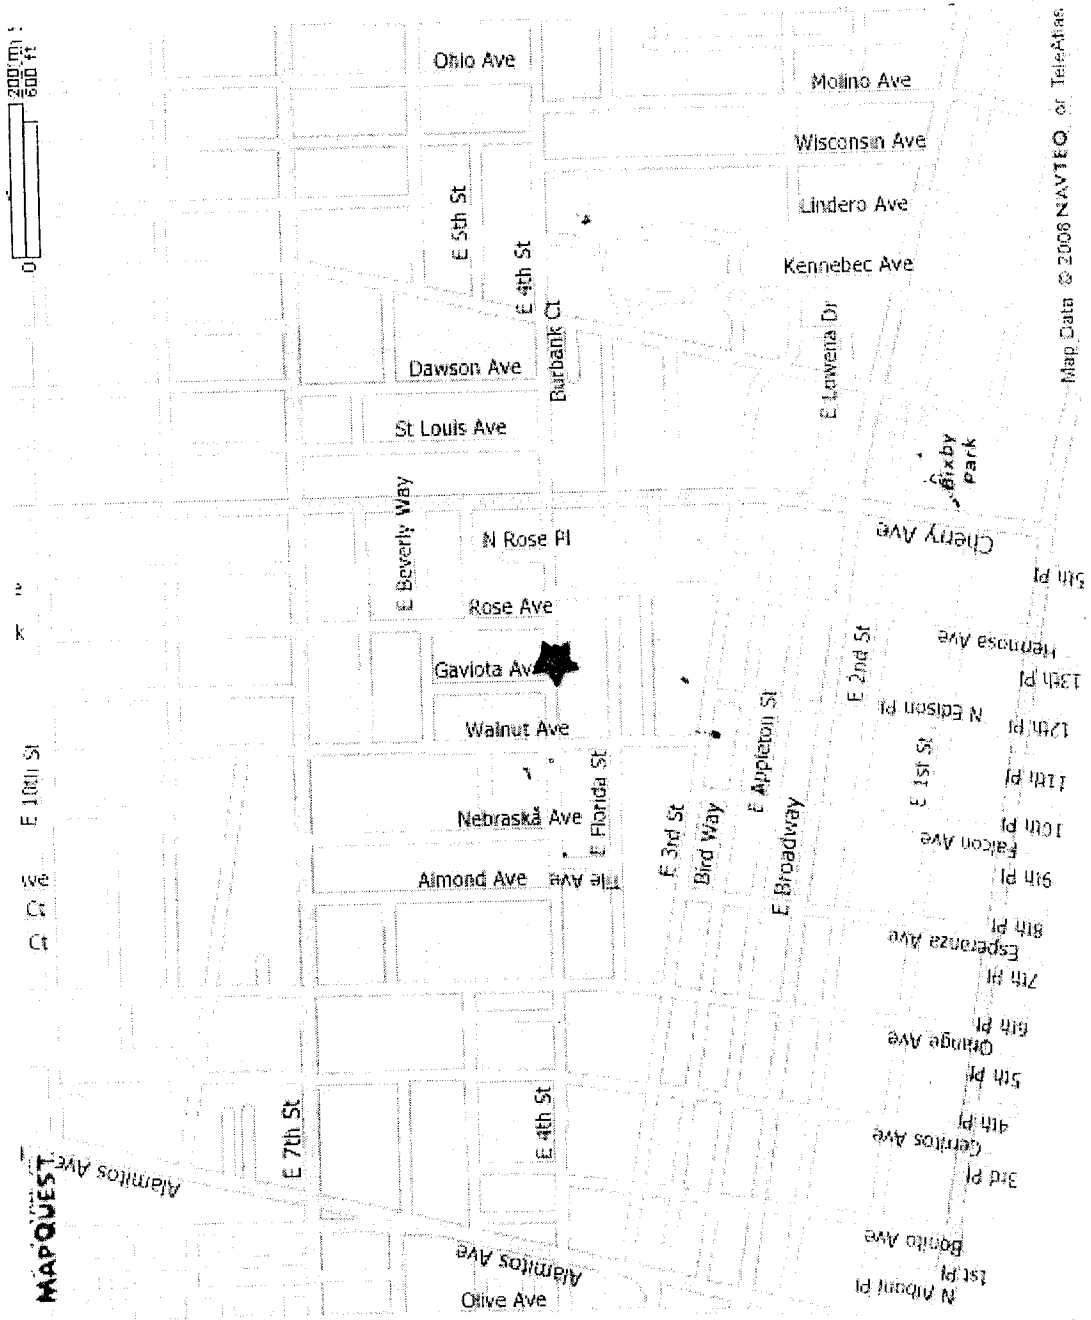 200 m
600 ft
0
Ohio Ave
Molino Ave
Wisconsin Ave
E 5th St
Lindero Ave
E 4th St
Kennebec Ave
Burbank Ct
E Lowena Dr
Dawson Ave
St Louis Ave
Bixby
Park
E Beverly Way
N Rose Pl
Cherry Ave
Rose Ave
Hermosa Ave
E 2nd St
13th Pl
Gaviota Ave
N Edison Pl
12th Pl
Walnut Ave
E Appleton St
E 1st St
11th Pl
E 10th St
E Florida St
Nebraska Ave
10th Pl
Falcon Ave
E 3rd St
Bird Way
E Broadway
Almond Ave
Tile Ave
9th Pl
Ct
Ct
8th Pl
Esperanza Ave
7th Pl
6th Pl
Orange Ave
5th Pl
E 7th St
E 4th St
4th Pl
Cerritos Ave
3rd Pl
Alamitos Ave
MAPQUEST
Bonito Ave
Alamitos Ave
1st Pl
N Alboni Pl
Olive Ave
Map Data © 2008 NAVTEQ or TeleAtlas